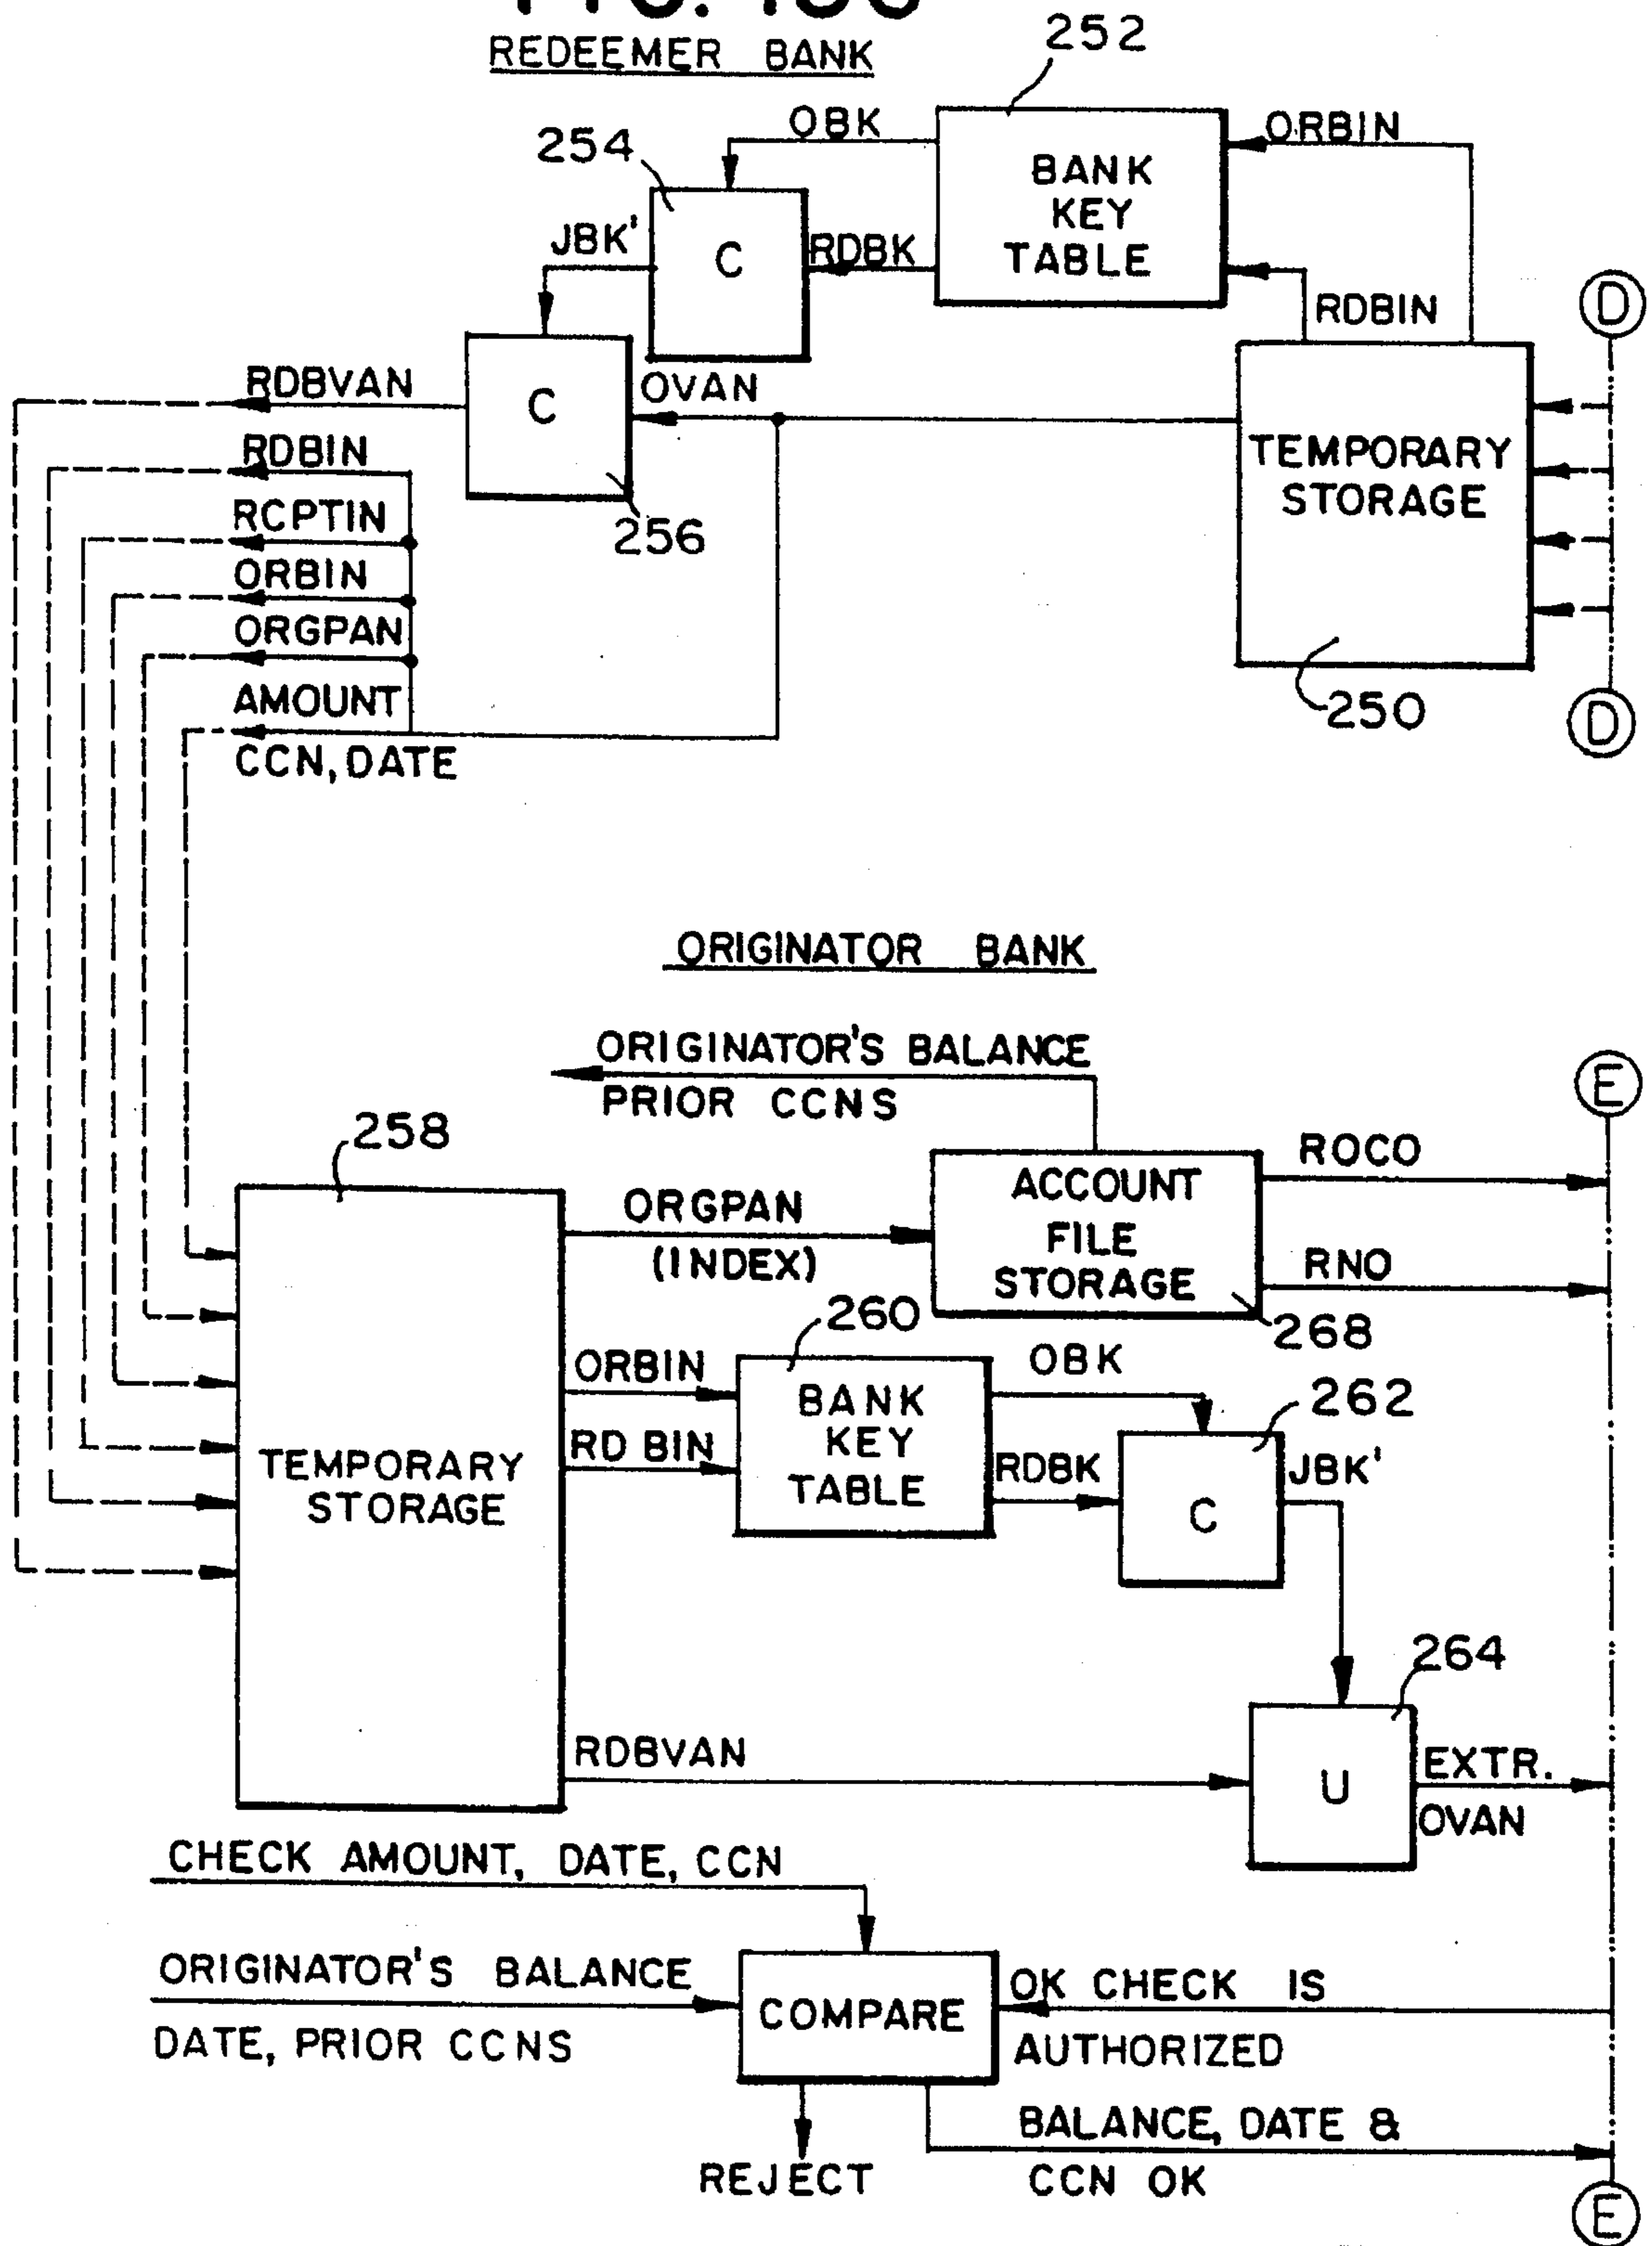 REDEEMER BANK
252
OBK
ORBIN
254
BANK
KEY
TABLE
C
JBK'
RDBK
RDBIN
D
RDBVAN
C
OVAN
TEMPORARY
STORAGE
RDBIN
RCPTIN
256
ORBIN
ORGPAN
AMOUNT
250
D
CCN, DATE
ORIGINATOR BANK
ORIGINATOR'S BALANCE
PRIOR CCNS
E
258
ROCO
ACCOUNT
FILE
STORAGE
ORGPAN
(INDEX)
RNO
260
268
ORBIN
OBK
262
BANK
KEY
TABLE
RD BIN
RDBK
JBK'
C
TEMPORARY
STORAGE
264
RDBVAN
U
EXTR.
OVAN
CHECK AMOUNT, DATE, CCN
ORIGINATOR'S BALANCE
DATE, PRIOR CCNS
COMPARE
OK CHECK IS
AUTHORIZED
REJECT
BALANCE, DATE &
CCN OK
E